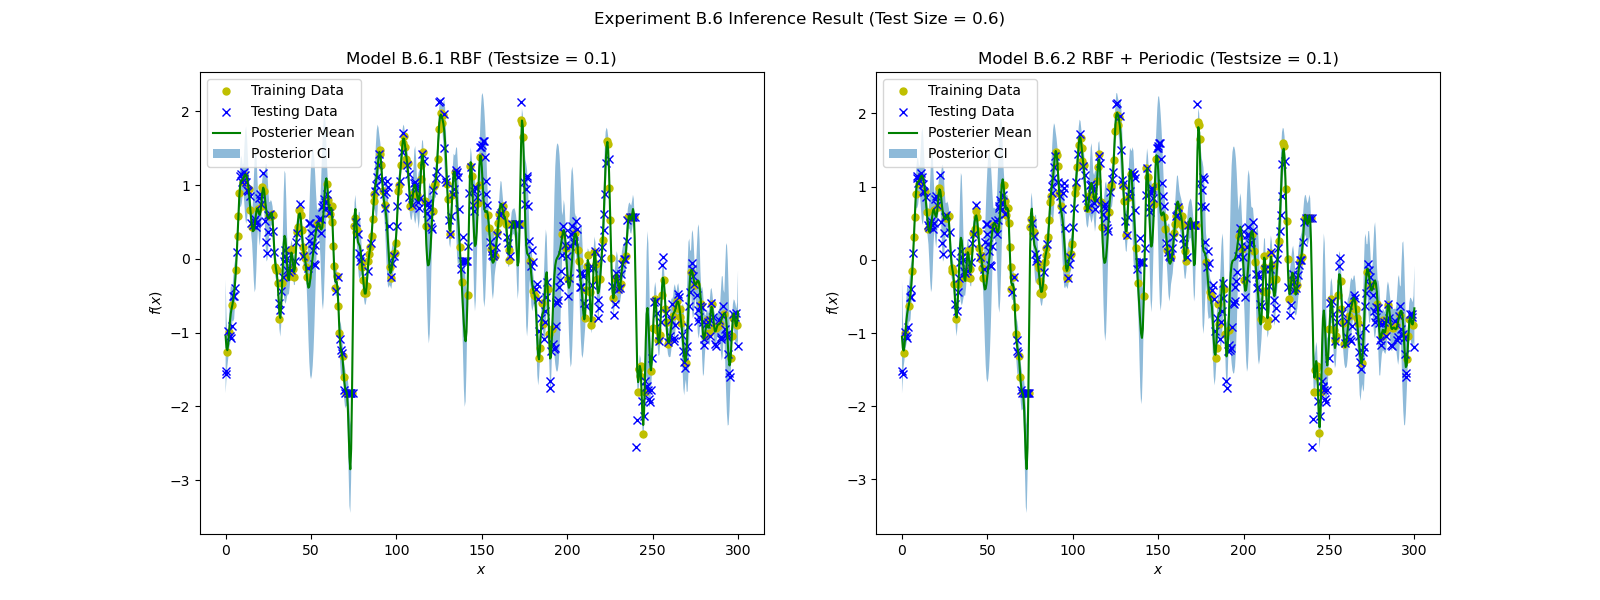 Experiment B.6 Inference Result (Test Size = 0.6)
Model B.6.1 RBF (Testsize = 0.1)
Training Data
Testing Data
Posterier Mean
Posterior CI
2
1
0
−1
−2
−3
f(x)
0 50 100 150 200 250 300
x
Model B.6.2 RBF + Periodic (Testsize = 0.1)
Training Data
Testing Data
Posterier Mean
Posterior CI
2
1
0
−1
−2
−3
f(x)
0 50 100 150 200 250 300
x